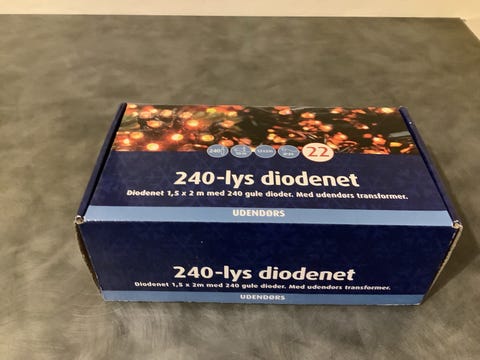 240
22
240-lys diodenet
Diodenet 1,5 x 2 m med 240 gule dioder. Med udendørs transformer.
UDENDØRS
240-lys diodenet
Diodenet 1,5 x 2m med 240 gule dioder. Med udendørs transformer.
UDENDØRS